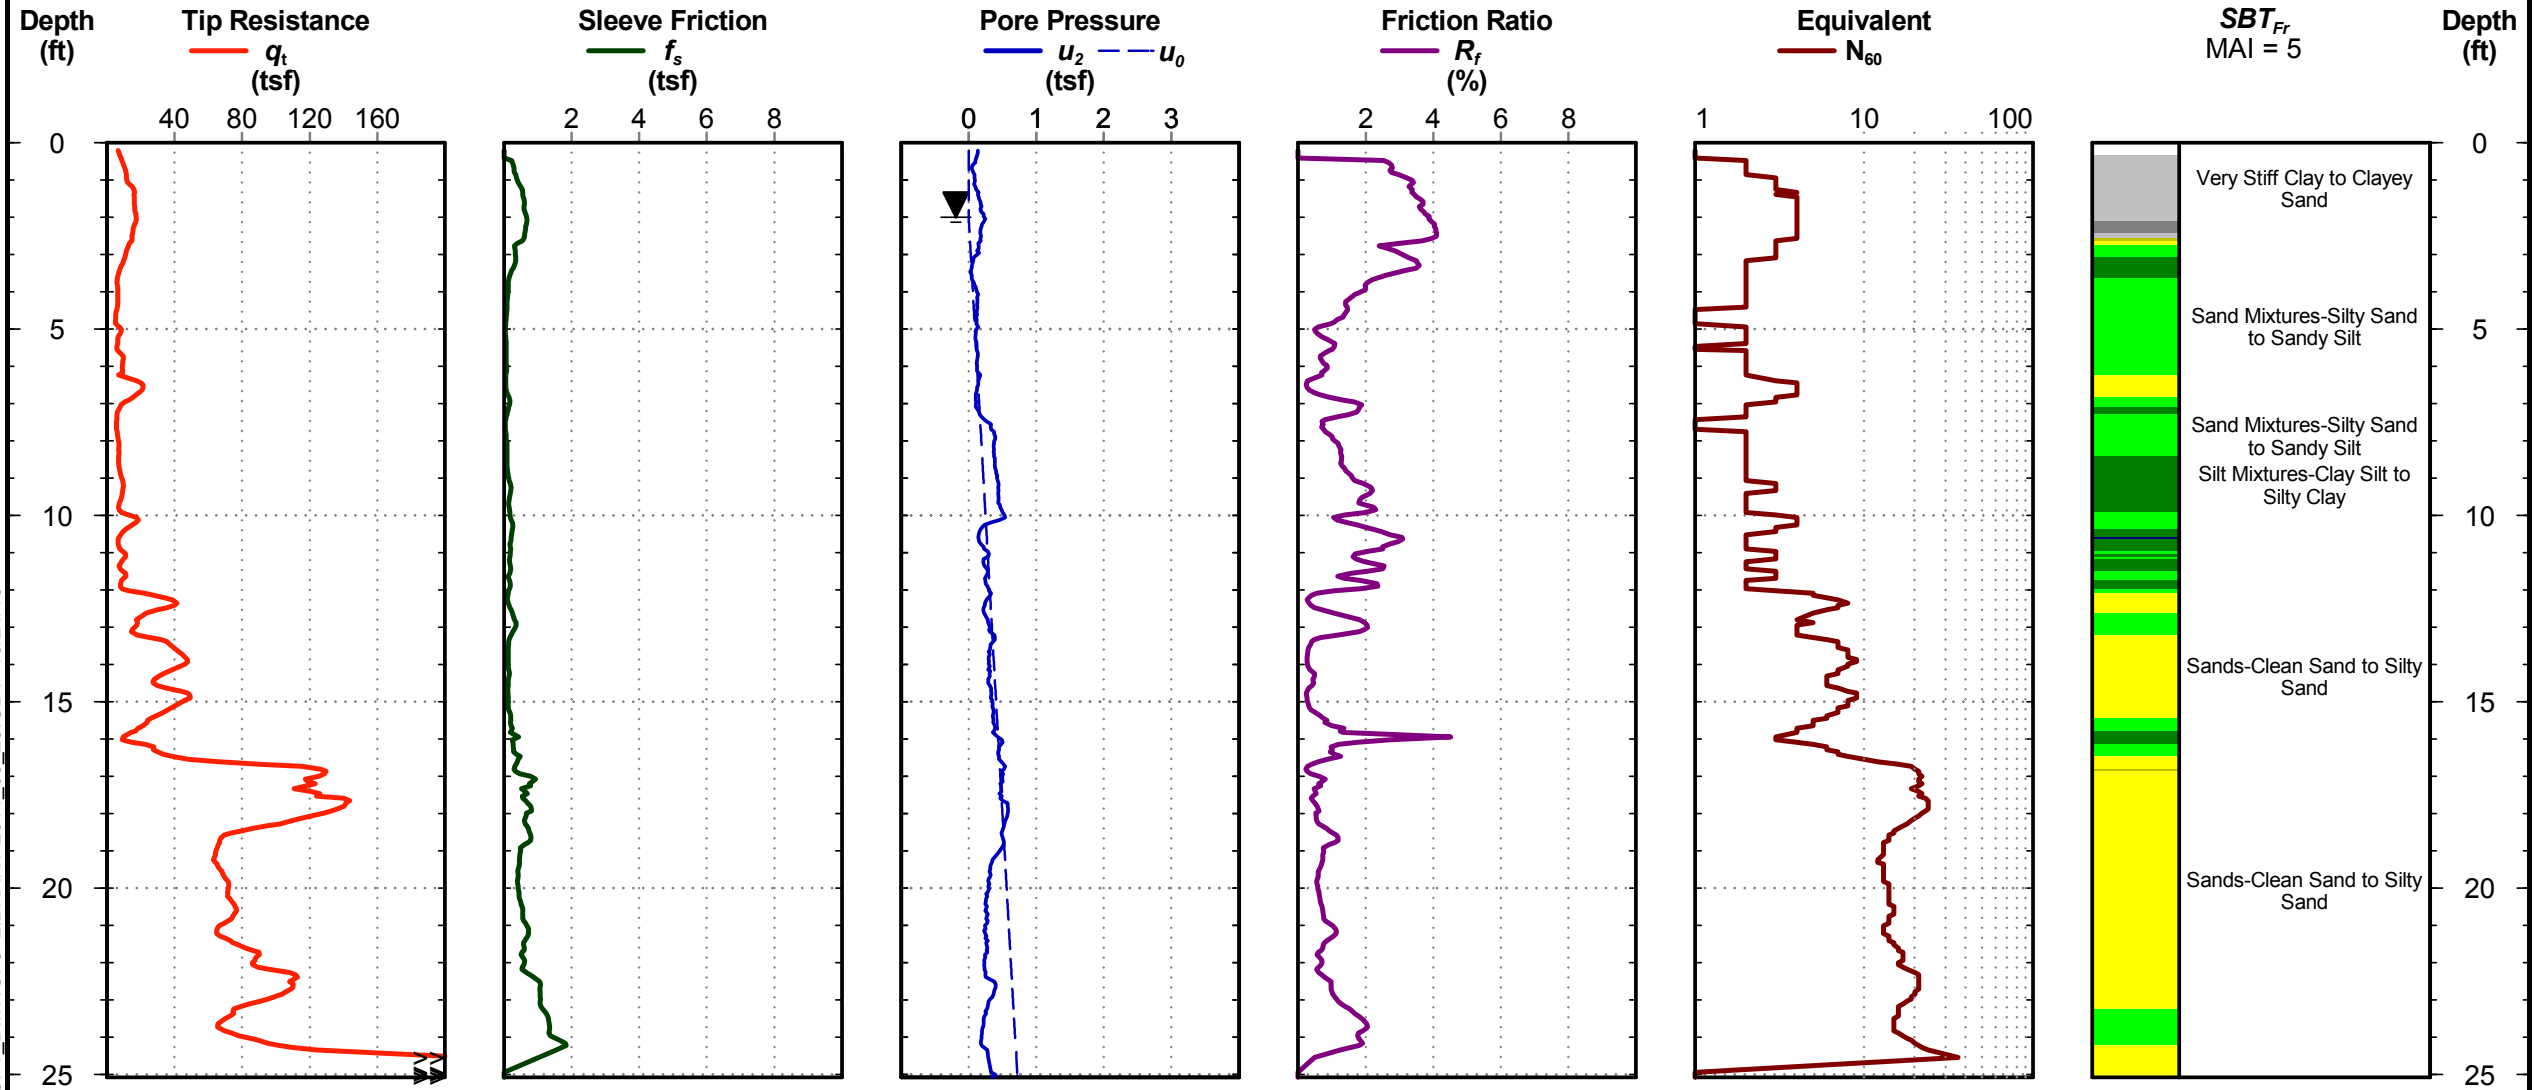 Depth
(ft)
Tip Resistance
qt
(tsf)
Sleeve Friction
fs
(tsf)
Pore Pressure
u2 u0
(tsf)
Friction Ratio
Rf
(%)
Equivalent
N60
SBTFr
MAI = 5
Depth
(ft)
40 80 120 160
2 4 6 8
0 1 2 3
2 4 6 8
1 10 100
0
5
10
15
20
25
>>
>>
Very Stiff Clay to Clayey
Sand
Sand Mixtures-Silty Sand
to Sandy Silt
Sand Mixtures-Silty Sand
to Sandy Silt
Silt Mixtures-Clay Silt to
Silty Clay
Sands-Clean Sand to Silty
Sand
Sands-Clean Sand to Silty
Sand
0
5
10
15
20
25